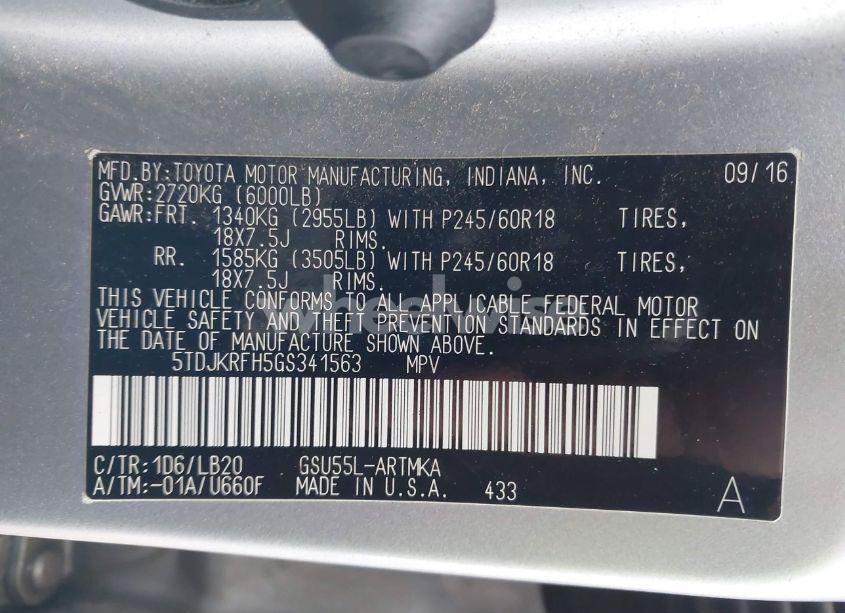 MFD.BY:TOYOTA MOTOR MANUFACTURING, INDIANA, INC. 09/16
GVWR:2720KG (6000LB)
GAWR:FRT. 1340KG (2955LB) WITH P245/60R18 TIRES,
18X7.5J RIMS.
RR. 1585KG (3505LB) WITH P245/60R18 TIRES,
18X7.5J RIMS.
THIS VEHICLE CONFORMS TO ALL APPLICABLE FEDERAL MOTOR
VEHICLE SAFETY AND THEFT PREVENTION STANDARDS IN EFFECT ON
THE DATE OF MANUFACTURE SHOWN ABOVE.
5TDJKRFH5GS341563 MPV
C/TR:1D6/LB20 GSU55L-ARTMKA
A/TM:-01A/U660F MADE IN U.S.A. 433 A